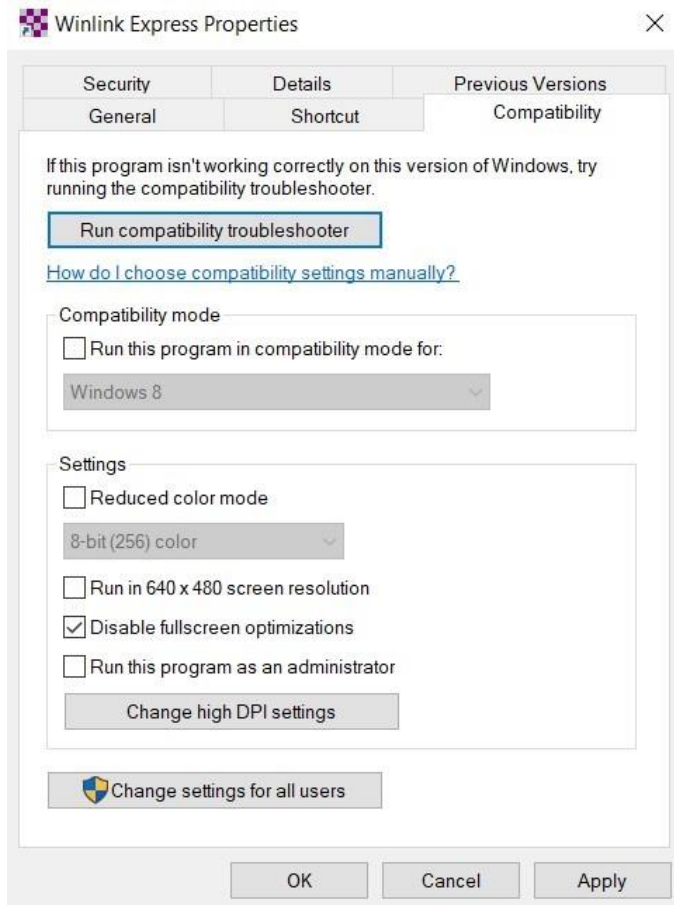 Winlink Express Properties
Security Details Previous Versions
General Shortcut Compatibility
If this program isn't working correctly on this version of Windows, try
running the compatibility troubleshooter.
Run compatibility troubleshooter
How do I choose compatibility settings manually?
Compatibility mode
Run this program in compatibility mode for:
Windows 8
Settings
Reduced color mode
8-bit (256) color
Run in 640 x 480 screen resolution
Disable fullscreen optimizations
Run this program as an administrator
Change high DPI settings
Change settings for all users
OK Cancel Apply